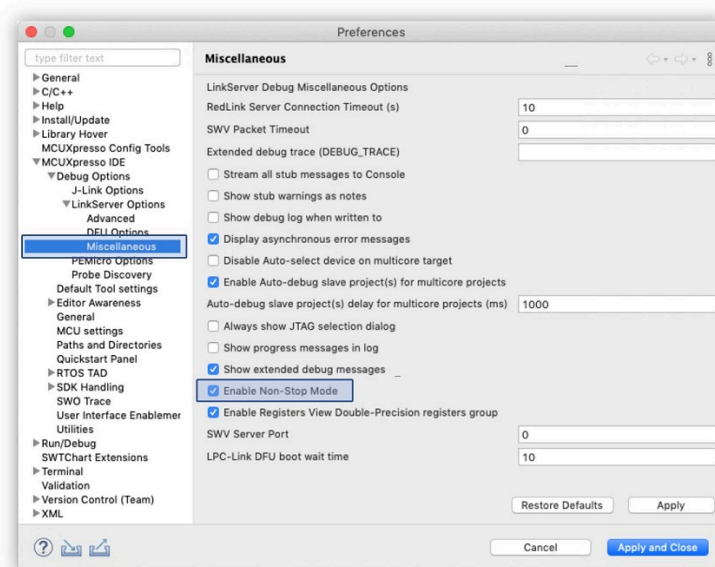 Preferences
type filter text
General
C/C++
Help
Install/Update
Library Hover
MCUXpresso Config Tools
MCUXpresso IDE
Debug Options
J-Link Options
LinkServer Options
Advanced
DFU Options
Miscellaneous
PEMicro Options
Probe Discovery
Default Tool settings
Editor Awareness
General
MCU settings
Paths and Directories
Quickstart Panel
RTOS TAD
SDK Handling
SWO Trace
User Interface Enablemer
Utilities
Run/Debug
SWTChart Extensions
Terminal
Validation
Version Control (Team)
XML
Miscellaneous
LinkServer Debug Miscellaneous Options
RedLink Server Connection Timeout (s) 10
SWV Packet Timeout 0
Extended debug trace (DEBUG_TRACE)
Stream all stub messages to Console
Show stub warnings as notes
Show debug log when written to
Display asynchronous error messages
Disable Auto-select device on multicore target
Enable Auto-debug slave project(s) for multicore projects
Auto-debug slave project(s) delay for multicore projects (ms) 1000
Always show JTAG selection dialog
Show progress messages in log
Show extended debug messages
Enable Non-Stop Mode
Enable Registers View Double-Precision registers group
SWV Server Port 0
LPC-Link DFU boot wait time 10
Restore Defaults Apply
Cancel Apply and Close